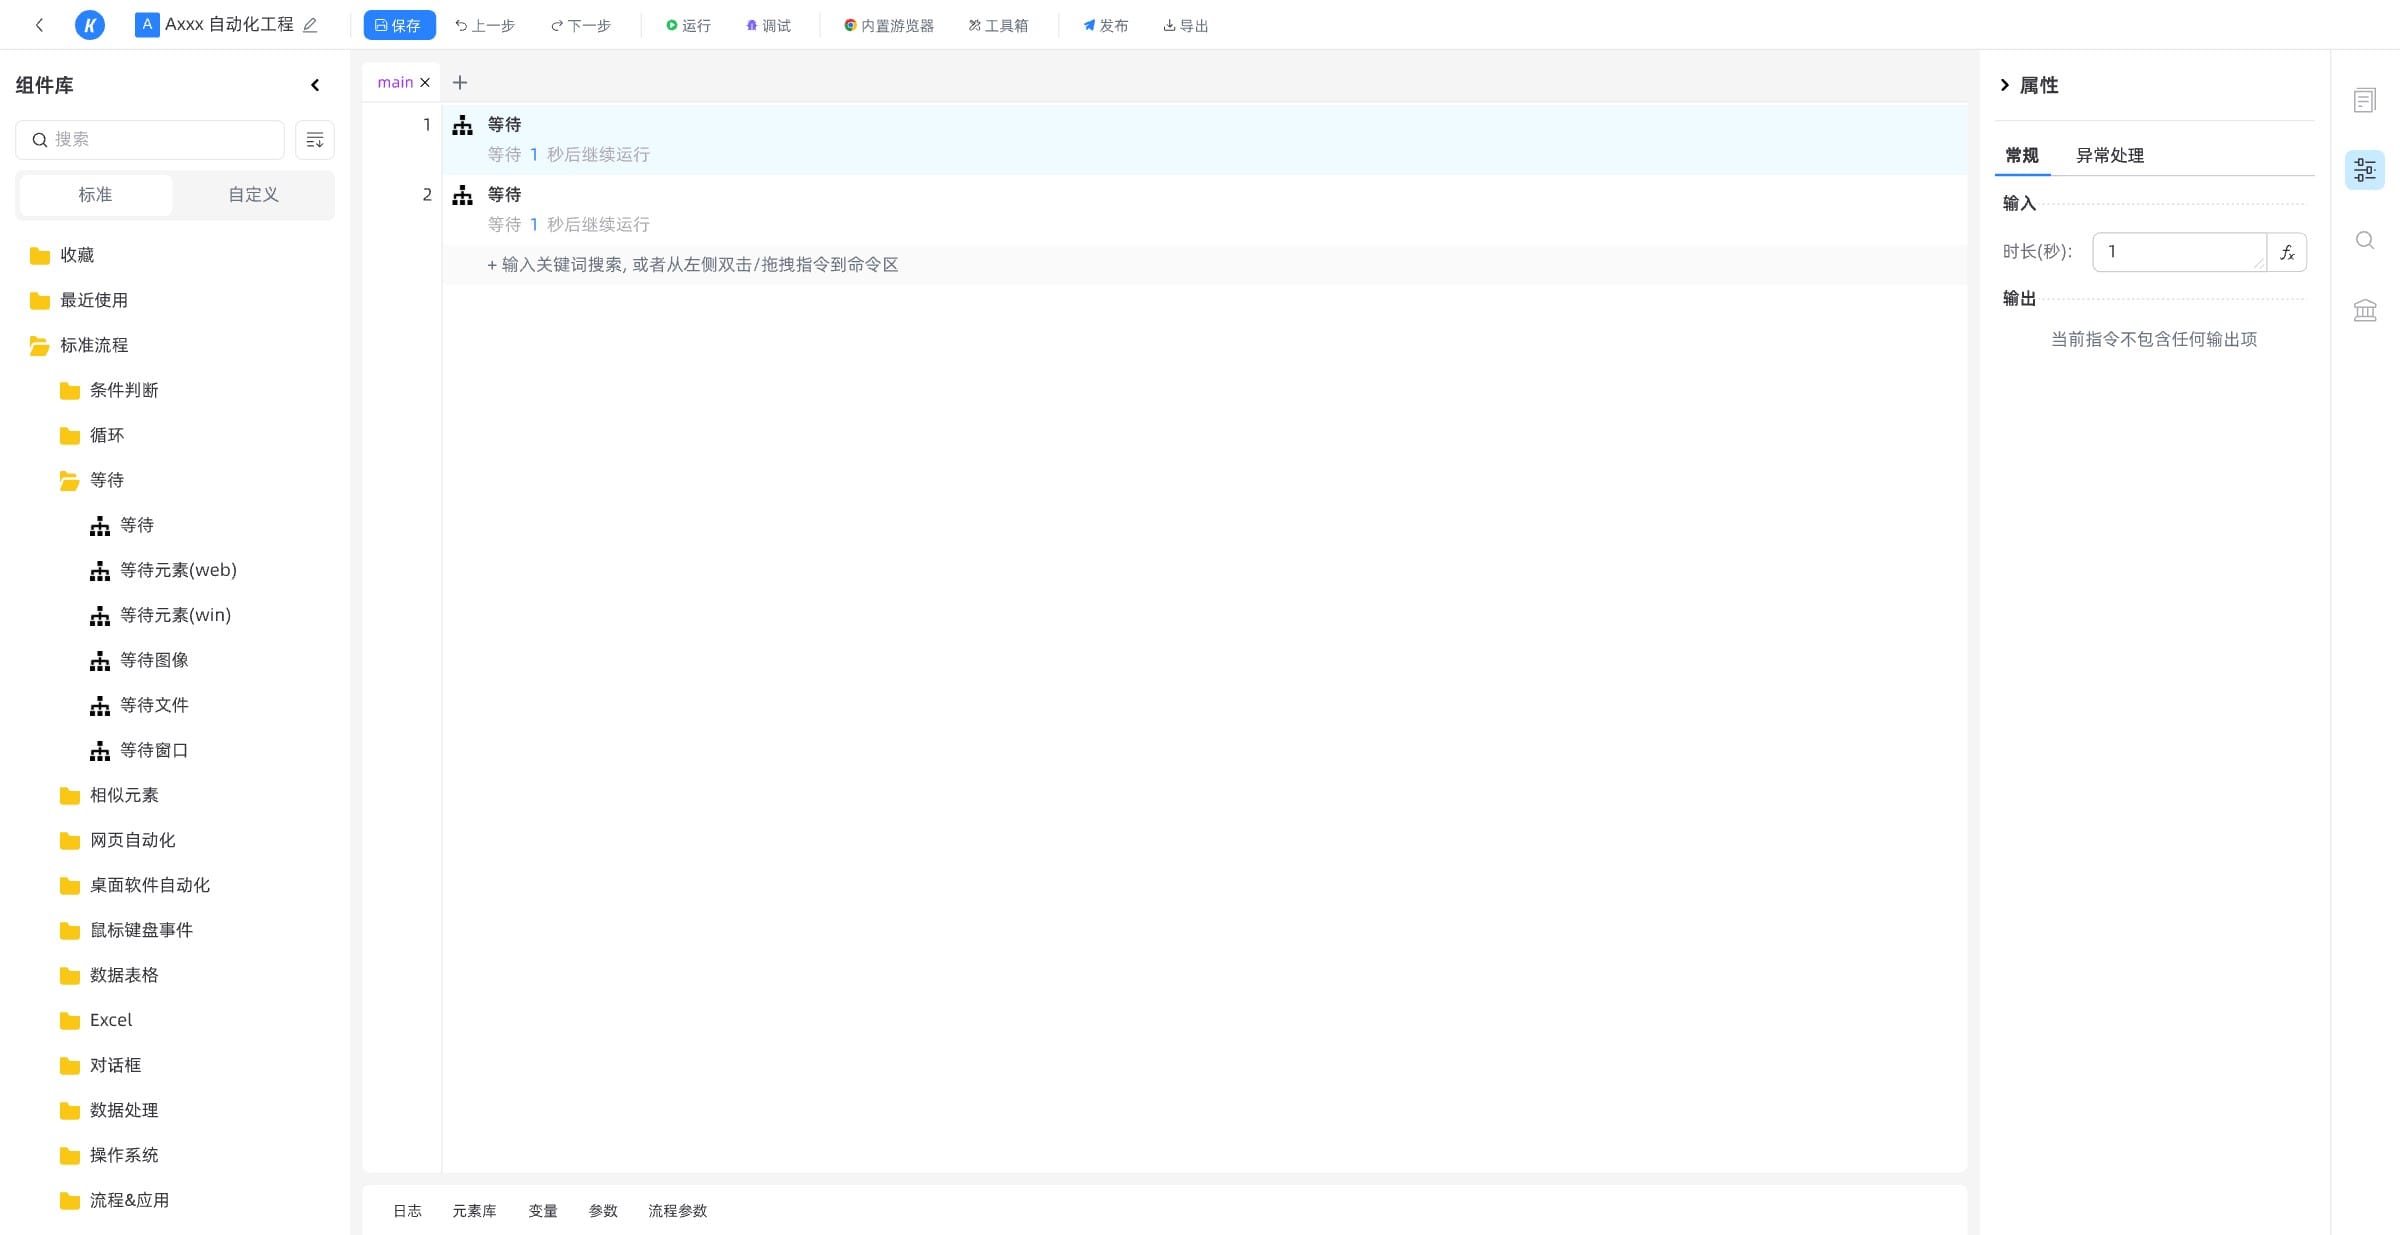 K A Axxx 自动化工程 保存 上一步 下一步 运行 调试 内置游览器 工具箱 发布 导出
组件库
搜索
标准 自定义
收藏
最近使用
标准流程
条件判断
循环
等待
等待
等待元素(web)
等待元素(win)
等待图像
等待文件
等待窗口
相似元素
网页自动化
桌面软件自动化
鼠标键盘事件
数据表格
Excel
对话框
数据处理
操作系统
流程&应用
main
1 等待
等待 1 秒后继续运行
2 等待
等待 1 秒后继续运行
+ 输入关键词搜索, 或者从左侧双击/拖拽指令到命令区
日志 元素库 变量 参数 流程参数
属性
常规 异常处理
输入
时长(秒): 1 fx
输出
当前指令不包含任何输出项